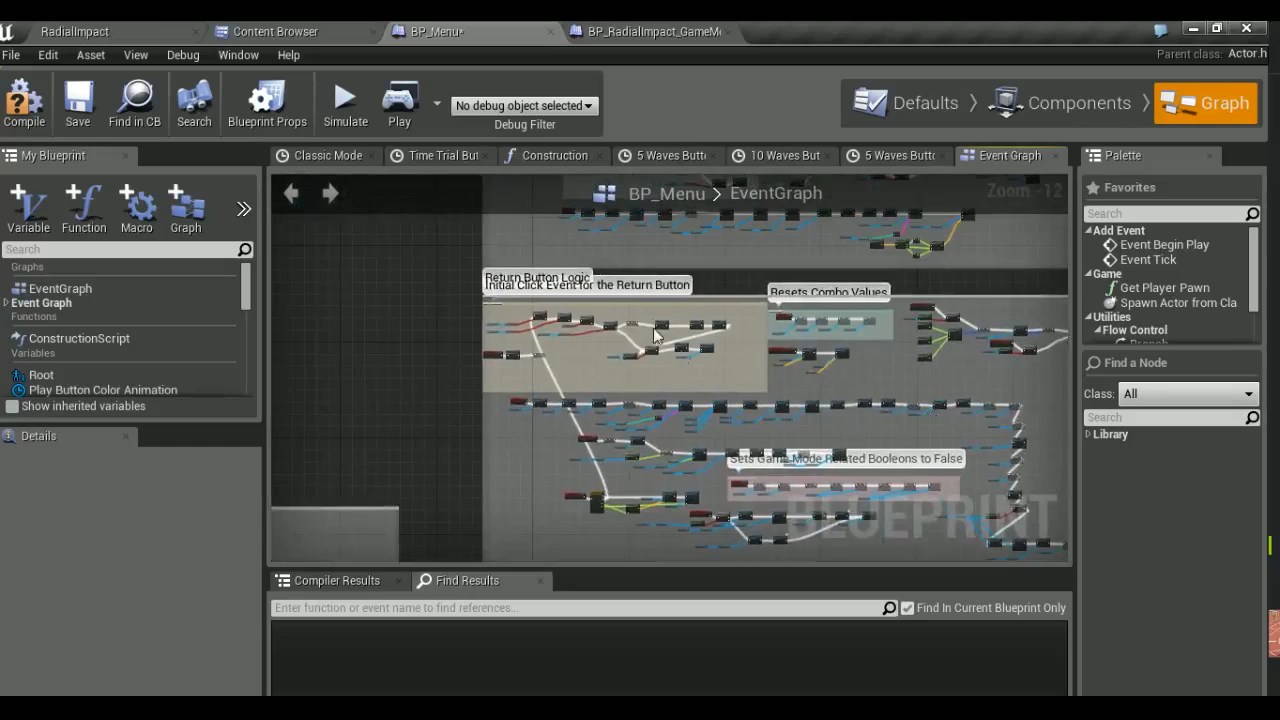 RadialImpact
Content Browser
BP_Menu*
BP_RadialImpact_GameMo
File
Edit
Asset
View
Debug
Window
Help
Parent class: Actor.h
Compile
Save
Find in CB
Search
Blueprint Props
Simulate
Play
No debug object selected
Debug Filter
Defaults
Components
Graph
My Blueprint
Classic Mode
Time Trial But
Construction
5 Waves Butt
10 Waves But
5 Waves Butt
Event Graph
Palette
Variable
Function
Macro
Graph
Search
Graphs
EventGraph
Event Graph
Functions
ConstructionScript
Variables
Root
Play Button Color Animation
Show inherited variables
Details
BP_Menu > EventGraph
Zoom -12
Return Button Logic
Initial Click Event for the Return Button
Resets Combo Values
Sets Game Mode Related Booleons to False
BLUEPRINT
Favorites
Search
Add Event
Event Begin Play
Event Tick
Game
Get Player Pawn
Spawn Actor from Cla
Utilities
Flow Control
Find a Node
Class:
All
Search
Library
Compiler Results
Find Results
Enter function or event name to find references...
Find In Current Blueprint Only